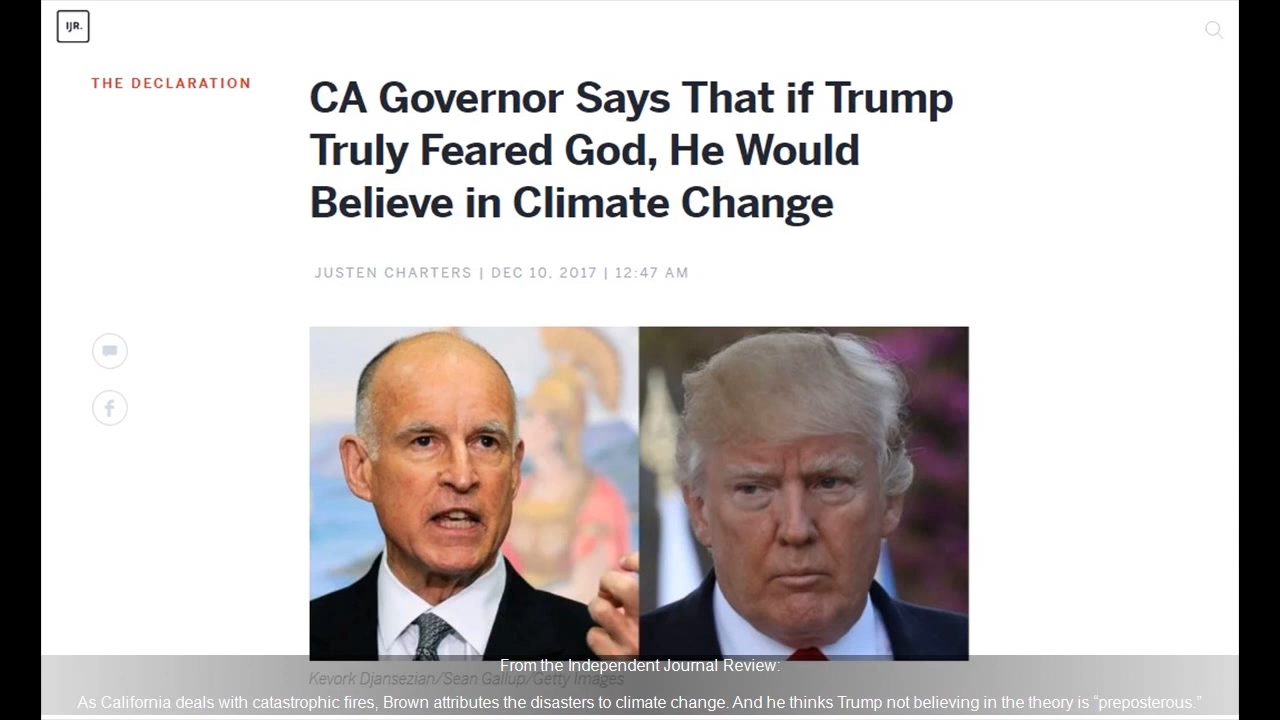 IJR.
THE DECLARATION
CA Governor Says That if Trump
Truly Feared God, He Would
Believe in Climate Change
JUSTEN CHARTERS | DEC 10, 2017 | 12:47 AM
From the Independent Journal Review:
Kevork Djansezian/Sean Gallup/Getty Images
As California deals with catastrophic fires, Brown attributes the disasters to climate change. And he thinks Trump not believing in the theory is “preposterous.”